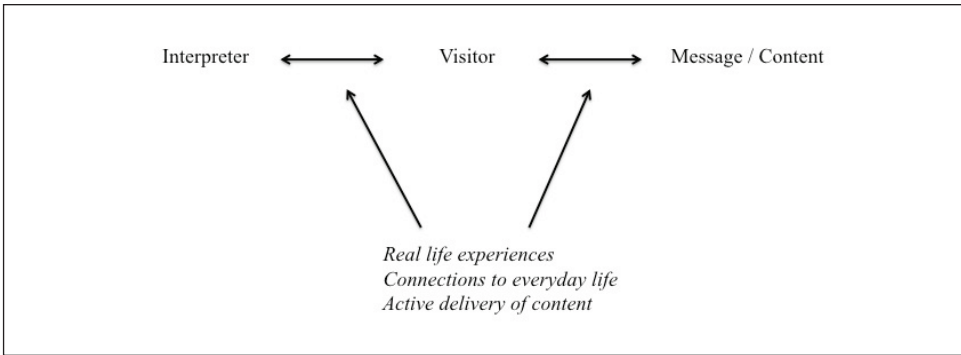 Interpreter Visitor Message / Content
Real life experiences
Connections to everyday life
Active delivery of content